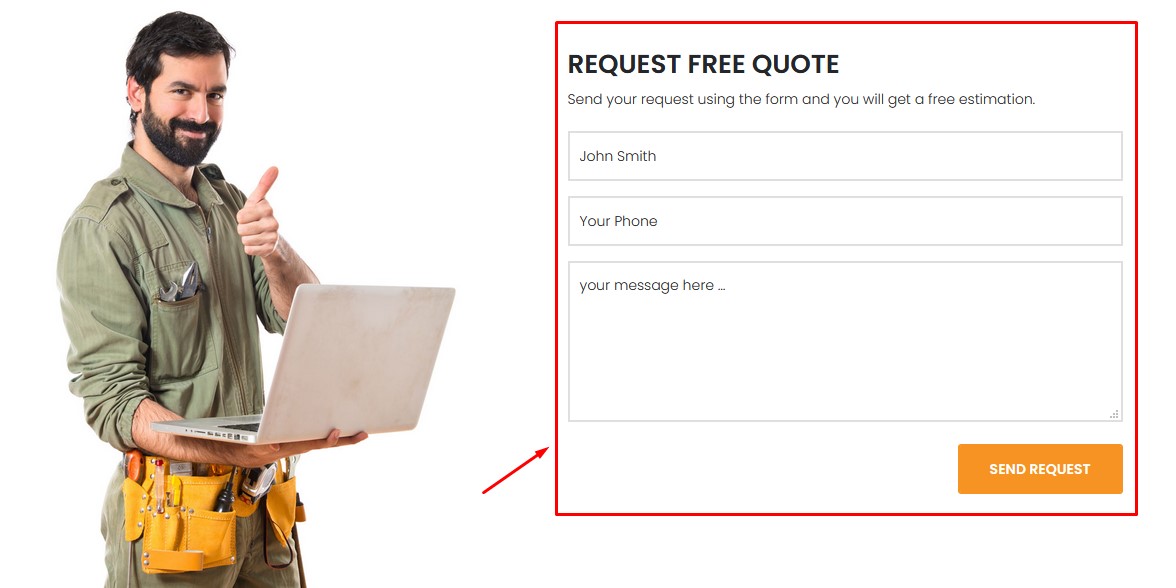 REQUEST FREE QUOTE
Send your request using the form and you will get a free estimation.
John Smith
Your Phone
your message here ...
SEND REQUEST